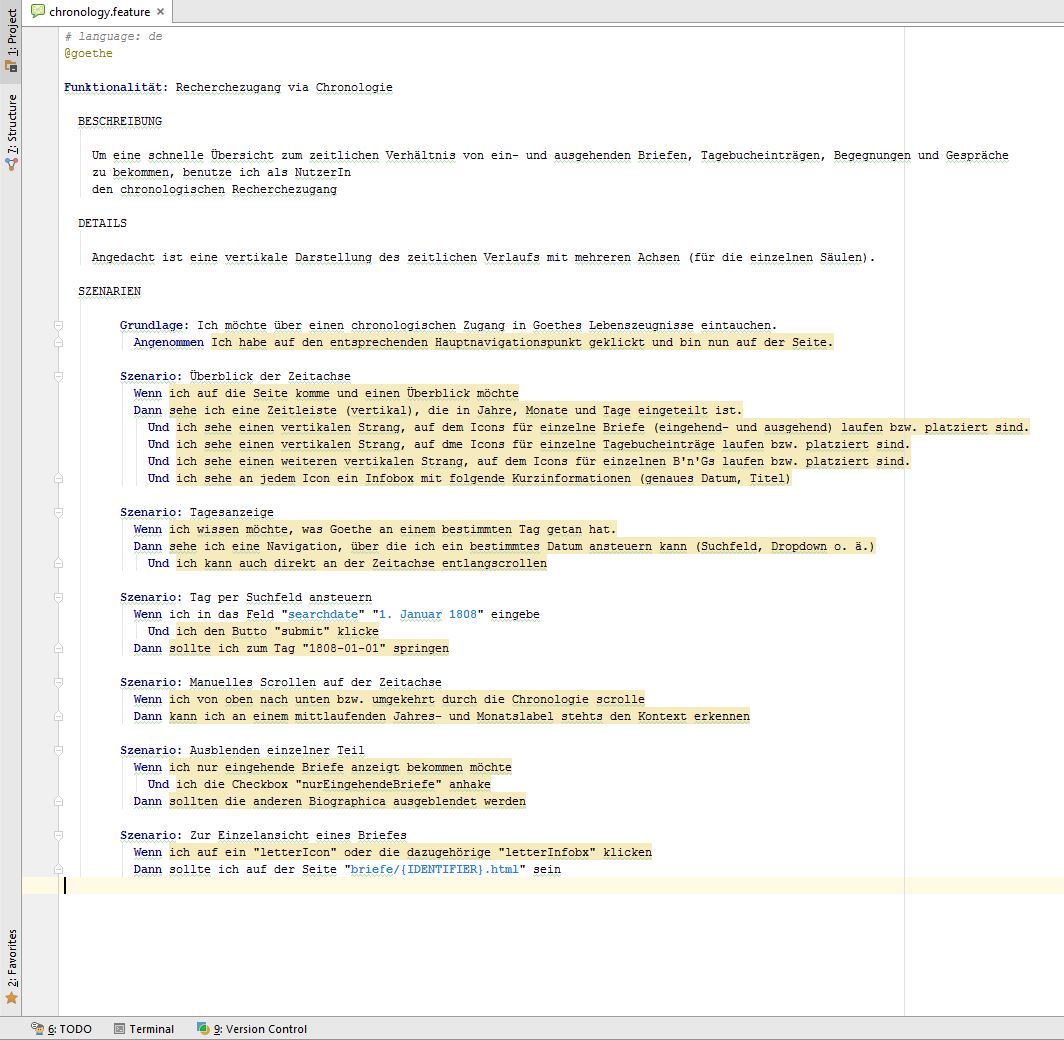 chronology.feature
1: Project
7: Structure
# language: de
@goethe
Funktionalität: Recherchezugang via Chronologie
BESCHREIBUNG
Um eine schnelle Übersicht zum zeitlichen Verhältnis von ein- und ausgehenden Briefen, Tagebucheinträgen, Begegnungen und Gespräche
zu bekommen, benutze ich als NutzerIn
den chronologischen Recherchezugang
DETAILS
Angedacht ist eine vertikale Darstellung des zeitlichen Verlaufs mit mehreren Achsen (für die einzelnen Säulen).
SZENARIEN
Grundlage: Ich möchte über einen chronologischen Zugang in Goethes Lebenszeugnisse eintauchen.
Angenommen Ich habe auf den entsprechenden Hauptnavigationspunkt geklickt und bin nun auf der Seite.
Szenario: Überblick der Zeitachse
Wenn ich auf die Seite komme und einen Überblick möchte
Dann sehe ich eine Zeitleiste (vertikal), die in Jahre, Monate und Tage eingeteilt ist.
Und ich sehe einen vertikalen Strang, auf dem Icons für einzelne Briefe (eingehend- und ausgehend) laufen bzw. platziert sind.
Und ich sehe einen vertikalen Strang, auf dme Icons für einzelne Tagebucheinträge laufen bzw. platziert sind.
Und ich sehe einen weiteren vertikalen Strang, auf dem Icons für einzelnen B'n'Gs laufen bzw. platziert sind.
Und ich sehe an jedem Icon ein Infobox mit folgende Kurzinformationen (genaues Datum, Titel)
Szenario: Tagesanzeige
Wenn ich wissen möchte, was Goethe an einem bestimmten Tag getan hat.
Dann sehe ich eine Navigation, über die ich ein bestimmtes Datum ansteuern kann (Suchfeld, Dropdown o. ä.)
Und ich kann auch direkt an der Zeitachse entlangscrollen
Szenario: Tag per Suchfeld ansteuern
Wenn ich in das Feld "searchdate" "1. Januar 1808" eingebe
Und ich den Butto "submit" klicke
Dann sollte ich zum Tag "1808-01-01" springen
Szenario: Manuelles Scrollen auf der Zeitachse
Wenn ich von oben nach unten bzw. umgekehrt durch die Chronologie scrolle
Dann kann ich an einem mittlaufenden Jahres- und Monatslabel stehts den Kontext erkennen
Szenario: Ausblenden einzelner Teil
Wenn ich nur eingehende Briefe anzeigt bekommen möchte
Und ich die Checkbox "nurEingehendeBriefe" anhake
Dann sollten die anderen Biographica ausgeblendet werden
Szenario: Zur Einzelansicht eines Briefes
Wenn ich auf ein "letterIcon" oder die dazugehörige "letterInfobx" klicken
Dann sollte ich auf der Seite "briefe/{IDENTIFIER}.html" sein
2: Favorites
6: TODO Terminal 9: Version Control